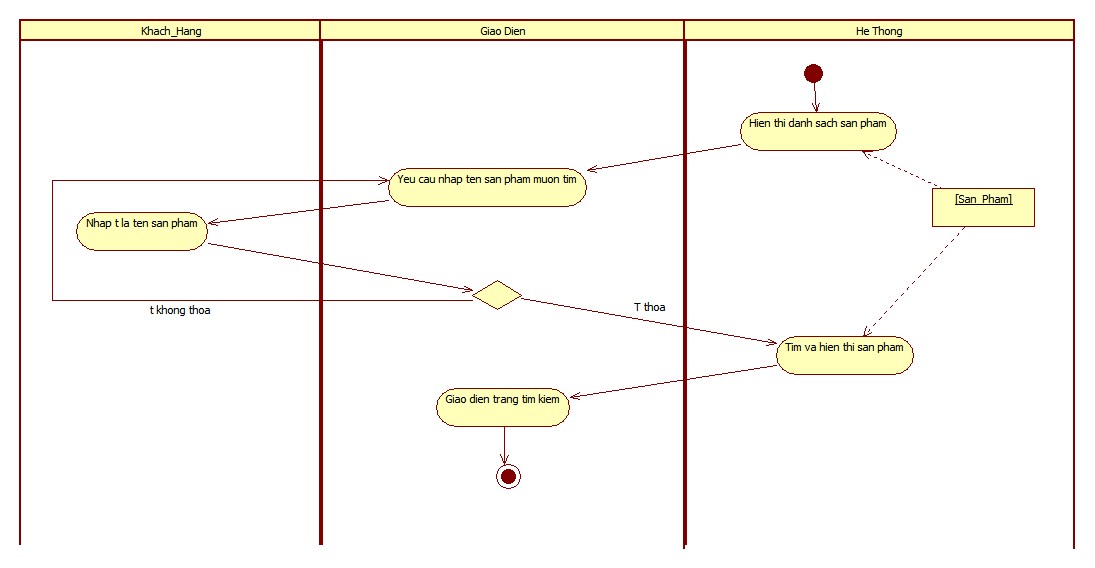 Khach_Hang
Giao Dien
He Thong
Hien thi danh sach san pham
Yeu cau nhap ten san pham muon tim
[San_Pham]
Nhap t la ten san pham
t khong thoa
T thoa
Tim va hien thi san pham
Giao dien trang tim kiem